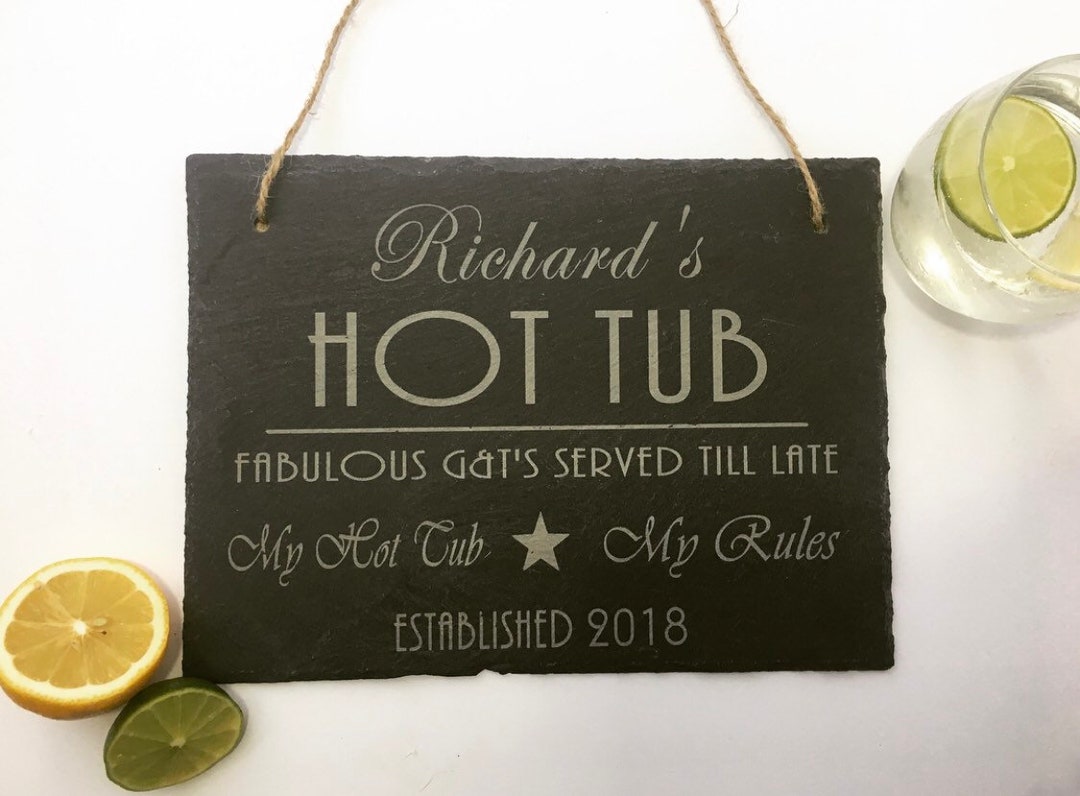 Richard's
HOT TUB
FABULOUS G&T'S SERVED TILL LATE
My Hot Tub ★ My Rules
ESTABLISHED 2018